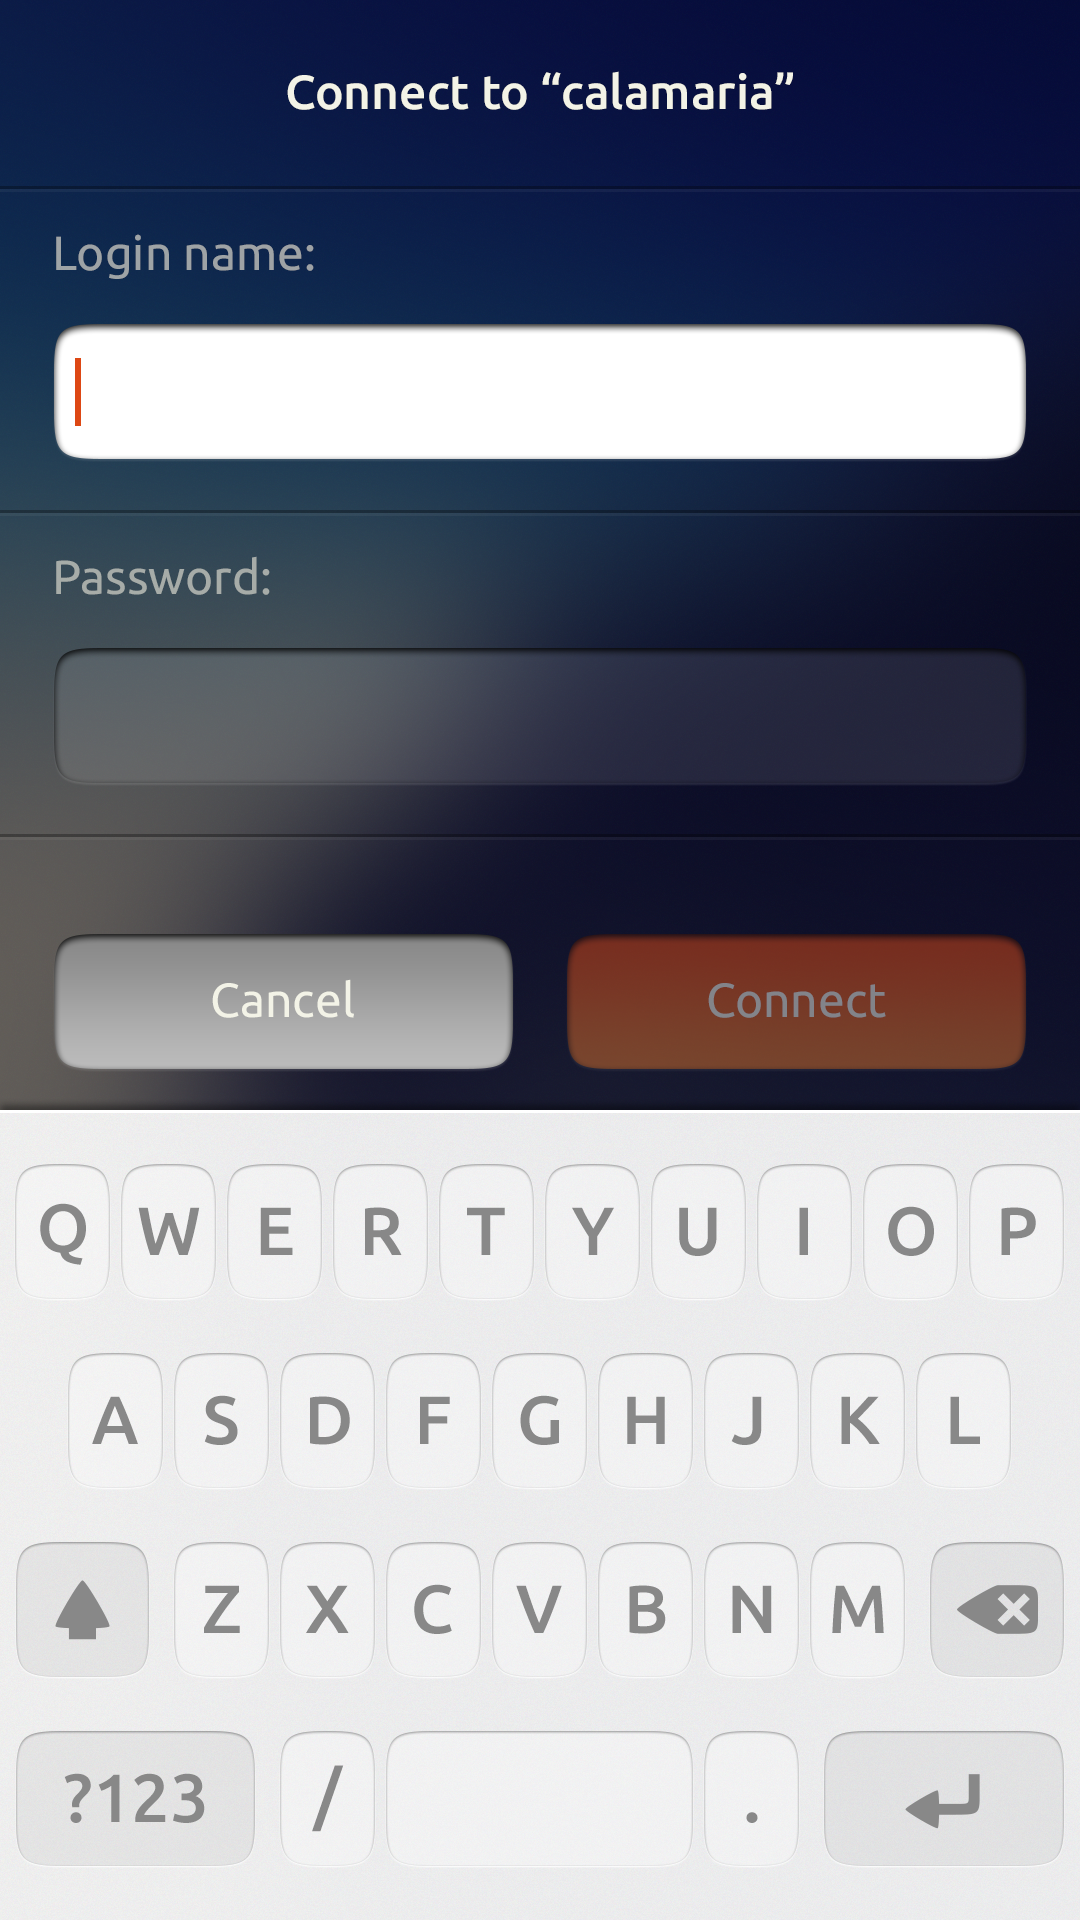 Connect to “calamaria”
Login name:
Password:
Cancel Connect
Q W E R T Y U I O P
A S D F G H J K L
Z X C V B N M
?123 / .